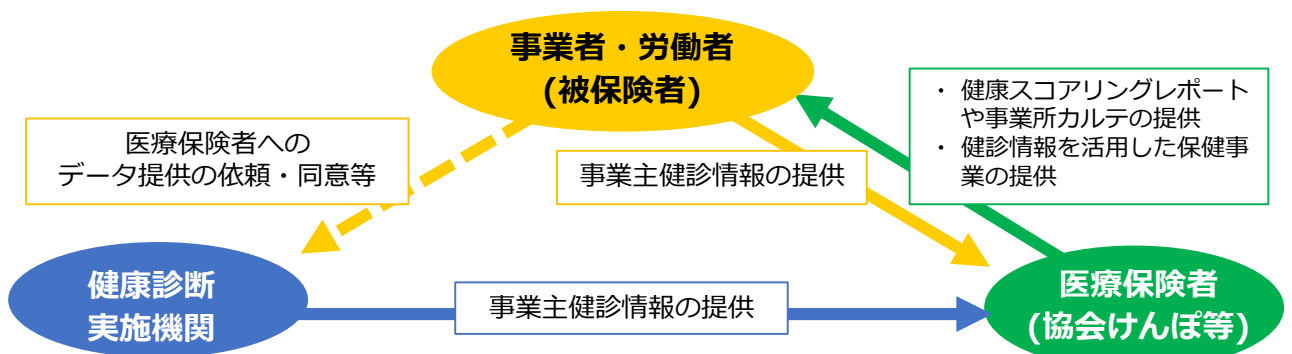 事業者・労働者
(被保険者)
・ 健康スコアリングレポート
や事業所カルテの提供
・ 健診情報を活用した保健事
業の提供
医療保険者への
データ提供の依頼・同意等
事業主健診情報の提供
健康診断
実施機関
事業主健診情報の提供
医療保険者
(協会けんぽ等)